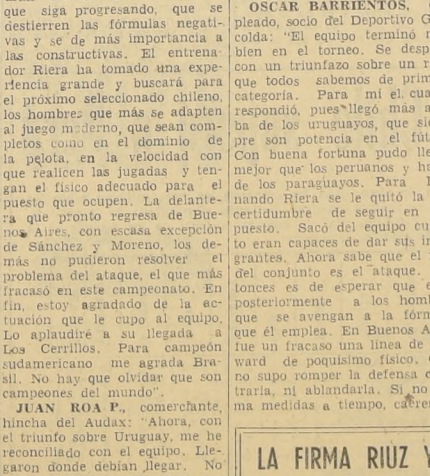 que siga progresando, que se
destierren las fórmulas negati-
vas y se de más importancia a
las constructivas. El entrena-
dor Riera ha tomado una expe-
riencia grande y buscará para
el próximo seleccionado chileno,
los hombres que más se adapten
al juego moderno, que sean com-
pletos como en el dominio de
la pelota, en la velocidad con
que realicen las jugadas y ten-
gan el físico adecuado para el
puesto que ocupen. La delante-
ra que pronto regresa de Bue-
nos Aires, con escasa excepción
de Sánchez y Moreno, los de-
más no pudieron resolver el
problema del ataque, el que más
fracasó en este campeonato. En
fin, estoy agradado de la ac-
tuación que le cupo al equipo.
Lo aplaudiré a su llegada a
Los Cerrillos. Para campeón
sudamericano me agrada Bra-
sil. No hay que olvidar que son
campeones del mundo".
JUAN ROA P., comerciante,
hincha del Audax: "Ahora, con
el triunfo sobre Uruguay, me he
reconciliado con el equipo. Lle-
garon donde debían llegar. No
OSCAR BARRIENTOS,
pleado, socio del Deportivo G
colda: "El equipo terminó
bien en el torneo. Se desp
con un triunfazo sobre un r
que todos sabemos de prim
categoría. Para mi el cua
respondió, pues llegó más a
ba de los uruguayos, que si
pre son potencia en el fút
Con buena fortuna pudo lle
mejor que los peruanos y h
de los paraguayos. Para
nando Riera se le quitó la
certidumbre de seguir en
puesto. Sacó del equipo cu
to eran capaces de dar sus i
grantes. Ahora sabe que el
del conjunto es el ataque.
tonces es de esperar que e
posteriormente a los homb
que se avengan a la fórm
que él emplea. En Buenos A
fue un fracaso una línea de
ward de poquísimo físico.
no supo romper la defensa c
traria, ni ablandarla. Si no
ma medidas a tiempo, caere
LA FIRMA RIUZ Y